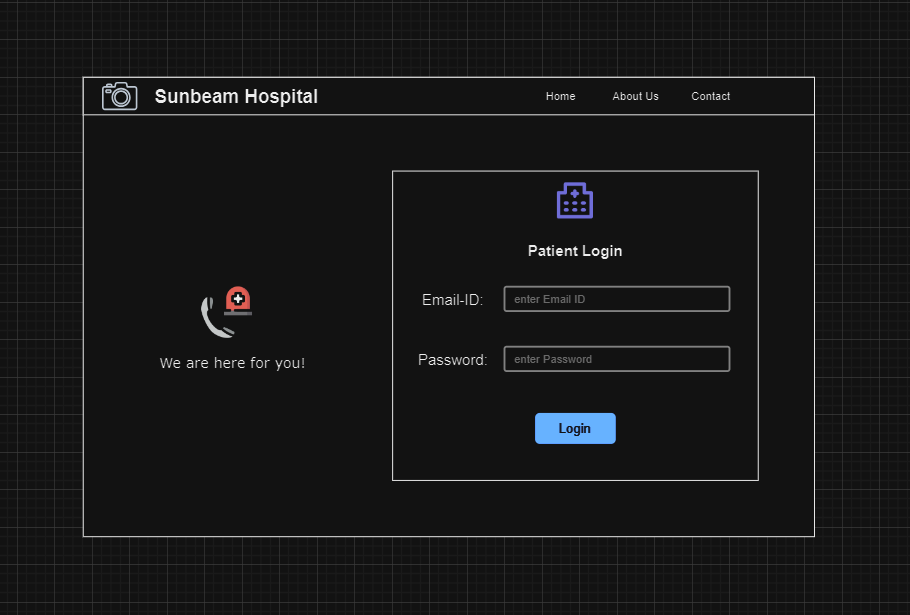 Sunbeam Hospital
Home
About Us
Contact
Patient Login
Email-ID:
enter Email ID
We are here for you!
Password:
enter Password
Login